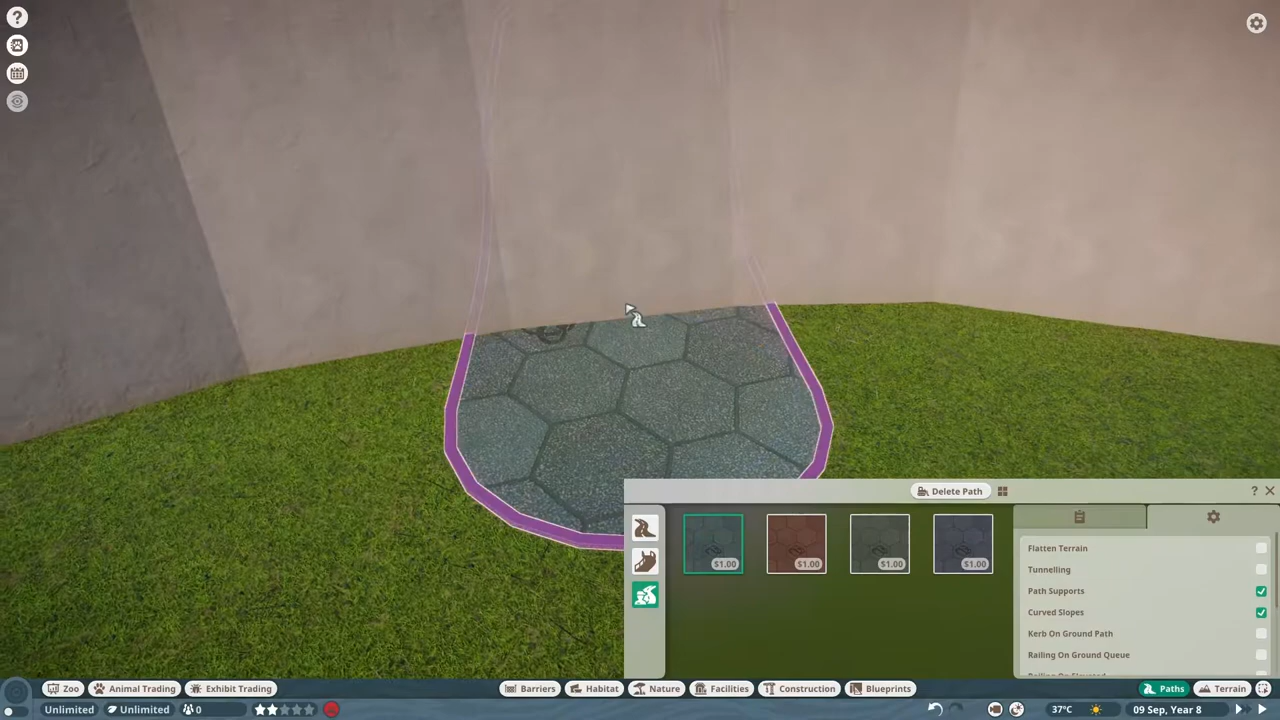 ?
Delete Path
?
$1.00
$1.00
$1.00
$1.00
Flatten Terrain
Tunnelling
Path Supports
Curved Slopes
Kerb On Ground Path
Railing On Ground Queue
Zoo
Animal Trading
Exhibit Trading
Barriers
Habitat
Nature
Facilities
Construction
Blueprints
Paths
Terrain
Unlimited
Unlimited
0
37°C
09 Sep, Year 8